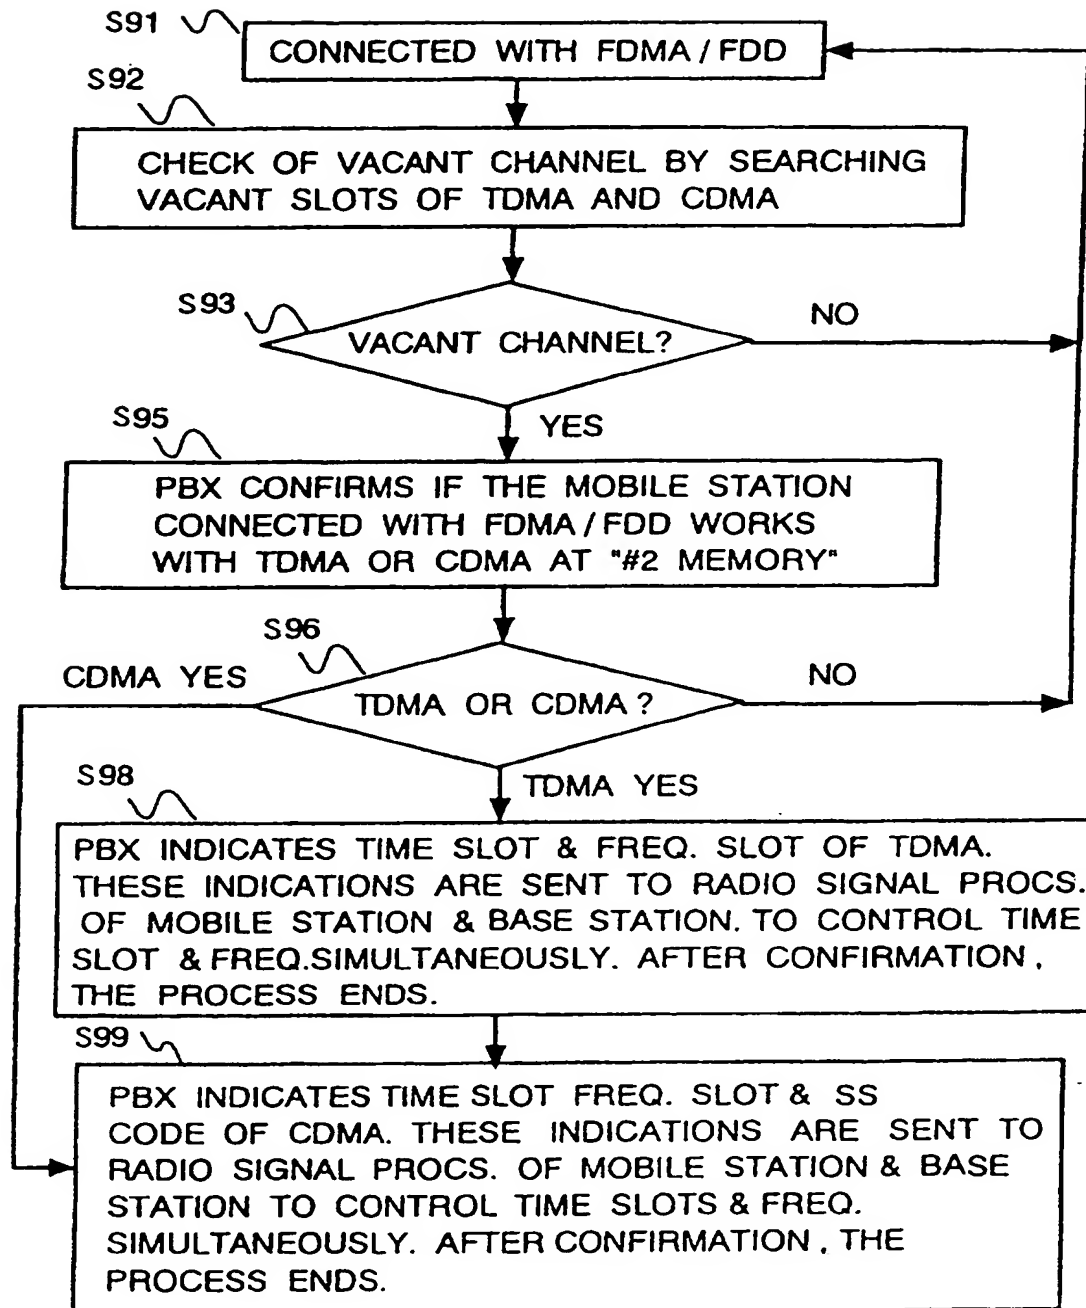 S91
CONNECTED WITH FDMA / FDD
S92
CHECK OF VACANT CHANNEL BY SEARCHING
VACANT SLOTS OF TDMA AND CDMA
S93
VACANT CHANNEL?
NO
YES
S95
PBX CONFIRMS IF THE MOBILE STATION
CONNECTED WITH FDMA / FDD WORKS
WITH TDMA OR CDMA AT "#2 MEMORY"
S96
CDMA YES
TDMA OR CDMA ?
NO
TDMA YES
S98
PBX INDICATES TIME SLOT & FREQ. SLOT OF TDMA.
THESE INDICATIONS ARE SENT TO RADIO SIGNAL PROCS.
OF MOBILE STATION & BASE STATION. TO CONTROL TIME
SLOT & FREQ.SIMULTANEOUSLY. AFTER CONFIRMATION ,
THE PROCESS ENDS.
S99
PBX INDICATES TIME SLOT FREQ. SLOT & SS
CODE OF CDMA. THESE INDICATIONS ARE SENT TO
RADIO SIGNAL PROCS. OF MOBILE STATION & BASE
STATION TO CONTROL TIME SLOTS & FREQ.
SIMULTANEOUSLY. AFTER CONFIRMATION , THE
PROCESS ENDS.